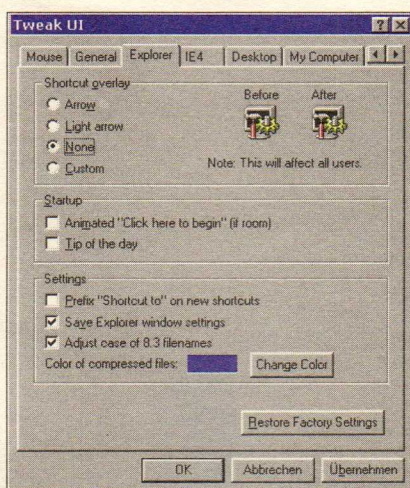 Tweak UI
Mouse General Explorer IE4 Desktop My Computer
Shortcut overlay
Before After
Arrow
Light arrow
None
Custom
Note: This will affect all users.
Startup
Animated "Click here to begin" (if room)
Tip of the day
Settings
Prefix "Shortcut to" on new shortcuts
Save Explorer window settings
Adjust case of 8.3 filenames
Color of compressed files: Change Color
Restore Factory Settings
OK Abbrechen Übernehmen